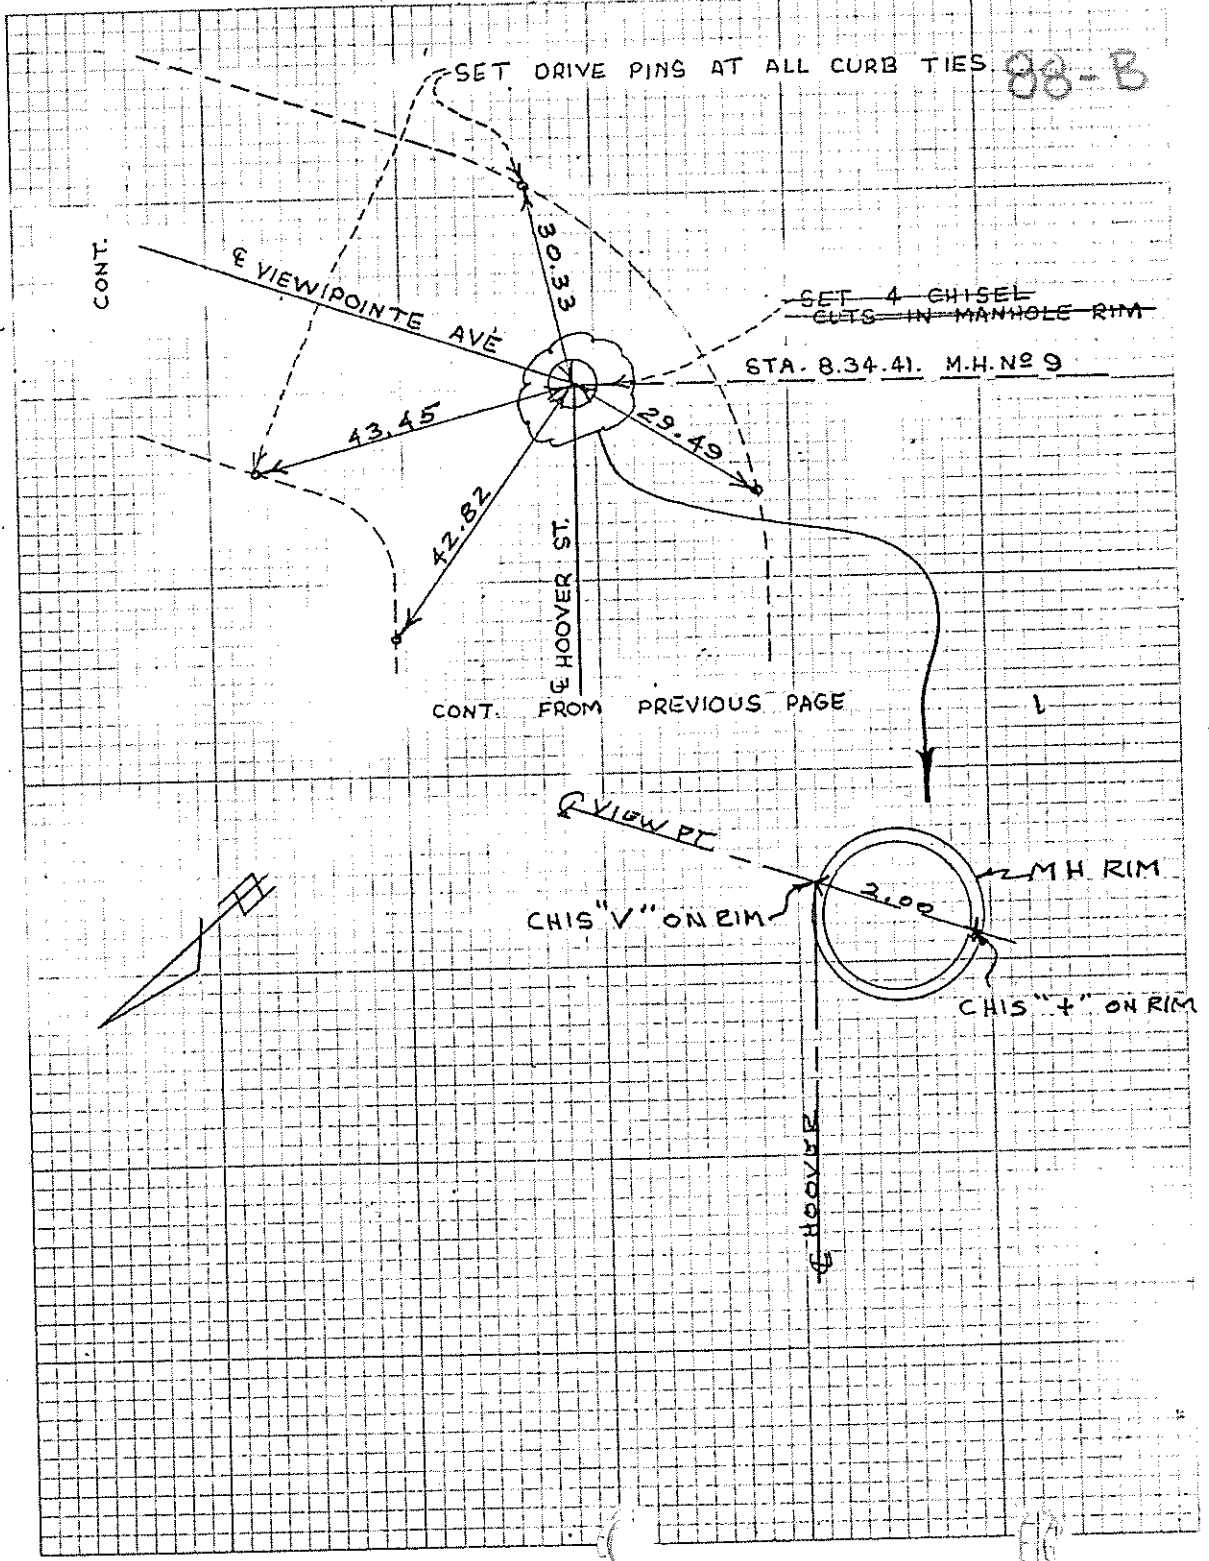 SET DRIVE PINS AT ALL CURB TIES
88-B
CONT.
℄ VIEWPOINTE AVE
30.33
SET 4 CHISEL
CUTS IN MANHOLE RIM
STA. 8.34.41. M.H. Nº 9
43.45
29.49
42.82
℄ HOOVER ST.
CONT. FROM PREVIOUS PAGE
℄ VIEW PT
MH RIM
2.00
CHIS "V" ON RIM
CHIS "+" ON RIM
℄ HOOVER